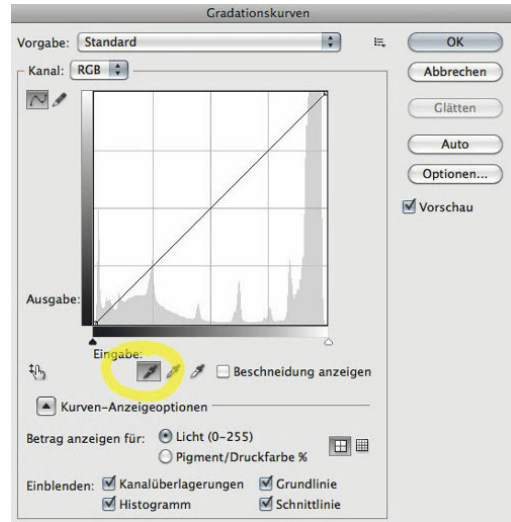 Gradationskurven
Vorgabe: Standard
OK
Kanal: RGB
Abbrechen
Glätten
Auto
Optionen...
Vorschau
Ausgabe:
Eingabe:
Beschneidung anzeigen
Kurven-Anzeigeoptionen
Betrag anzeigen für: Licht (0–255)
Pigment/Druckfarbe %
Einblenden: Kanalüberlagerungen Grundlinie
Histogramm Schnittlinie